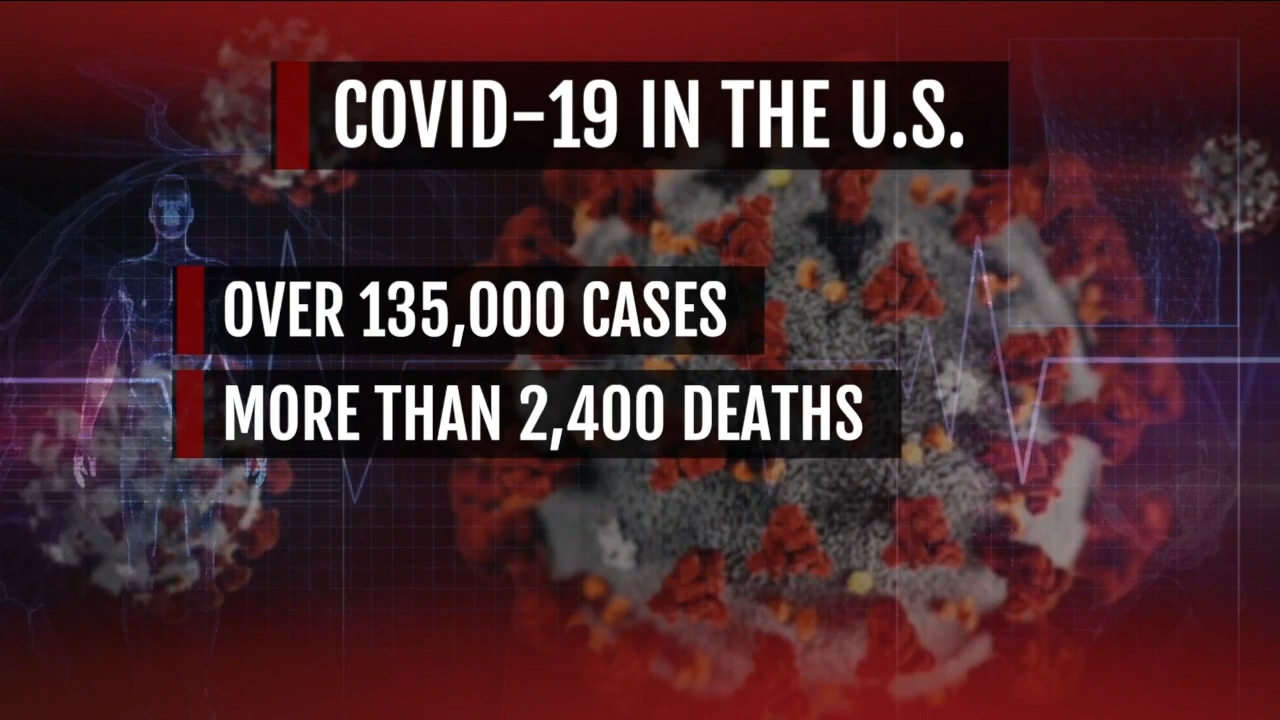 COVID-19 IN THE U.S.
OVER 135,000 CASES
MORE THAN 2,400 DEATHS